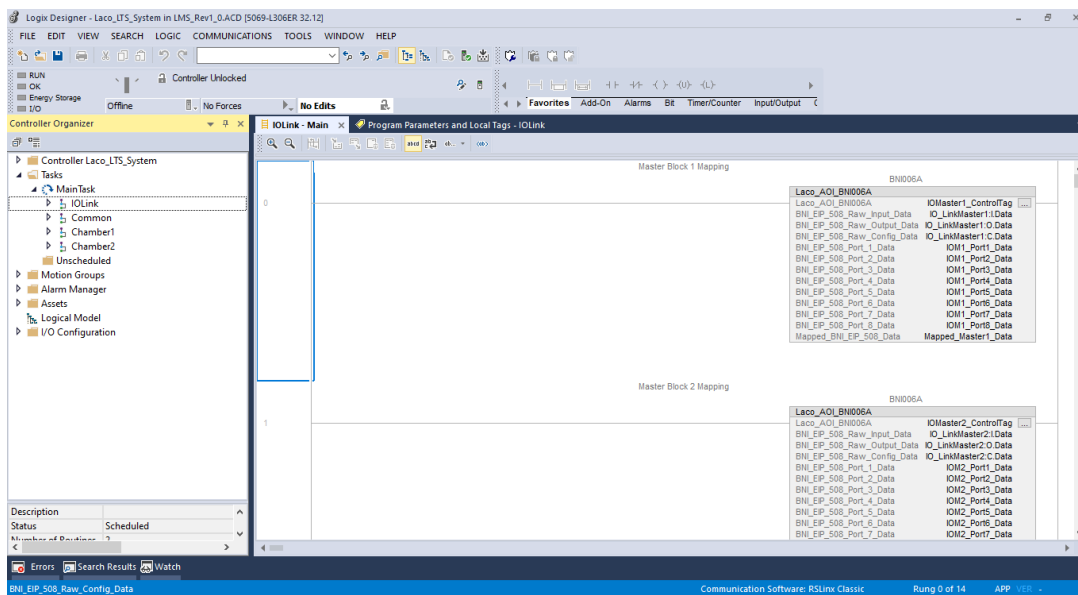 Logix Designer - Laco_LTS_System in LMS_Rev1_0.ACD [5069-L306ER 32.12]
FILE EDIT VIEW SEARCH LOGIC COMMUNICATIONS TOOLS WINDOW HELP
RUN
OK
Energy Storage
I/O
Controller Unlocked
Offline
No Forces
No Edits
Favorites Add-On Alarms Bit Timer/Counter Input/Output
Controller Organizer
Controller Laco_LTS_System
Tasks
MainTask
IOLink
Common
Chamber1
Chamber2
Unscheduled
Motion Groups
Alarm Manager
Assets
Logical Model
I/O Configuration
Description
Status Scheduled
Number of Routines 2
IOLink - Main
Program Parameters and Local Tags - IOLink
Master Block 1 Mapping
BNI006A
0
Laco_AOI_BNI006A
Laco_AOI_BNI006A IOMaster1_ControlTag ...
BNI_EIP_508_Raw_Input_Data IO_LinkMaster1:I.Data
BNI_EIP_508_Raw_Output_Data IO_LinkMaster1:O.Data
BNI_EIP_508_Raw_Config_Data IO_LinkMaster1:C.Data
BNI_EIP_508_Port_1_Data IOM1_Port1_Data
BNI_EIP_508_Port_2_Data IOM1_Port2_Data
BNI_EIP_508_Port_3_Data IOM1_Port3_Data
BNI_EIP_508_Port_4_Data IOM1_Port4_Data
BNI_EIP_508_Port_5_Data IOM1_Port5_Data
BNI_EIP_508_Port_6_Data IOM1_Port6_Data
BNI_EIP_508_Port_7_Data IOM1_Port7_Data
BNI_EIP_508_Port_8_Data IOM1_Port8_Data
Mapped_BNI_EIP_508_Data Mapped_Master1_Data
Master Block 2 Mapping
BNI006A
1
Laco_AOI_BNI006A
Laco_AOI_BNI006A IOMaster2_ControlTag ...
BNI_EIP_508_Raw_Input_Data IO_LinkMaster2:I.Data
BNI_EIP_508_Raw_Output_Data IO_LinkMaster2:O.Data
BNI_EIP_508_Raw_Config_Data IO_LinkMaster2:C.Data
BNI_EIP_508_Port_1_Data IOM2_Port1_Data
BNI_EIP_508_Port_2_Data IOM2_Port2_Data
BNI_EIP_508_Port_3_Data IOM2_Port3_Data
BNI_EIP_508_Port_4_Data IOM2_Port4_Data
BNI_EIP_508_Port_5_Data IOM2_Port5_Data
BNI_EIP_508_Port_6_Data IOM2_Port6_Data
BNI_EIP_508_Port_7_Data IOM2_Port7_Data
Errors Search Results Watch
BNI_EIP_508_Raw_Config_Data Communication Software: RSLinx Classic Rung 0 of 14 APP VER